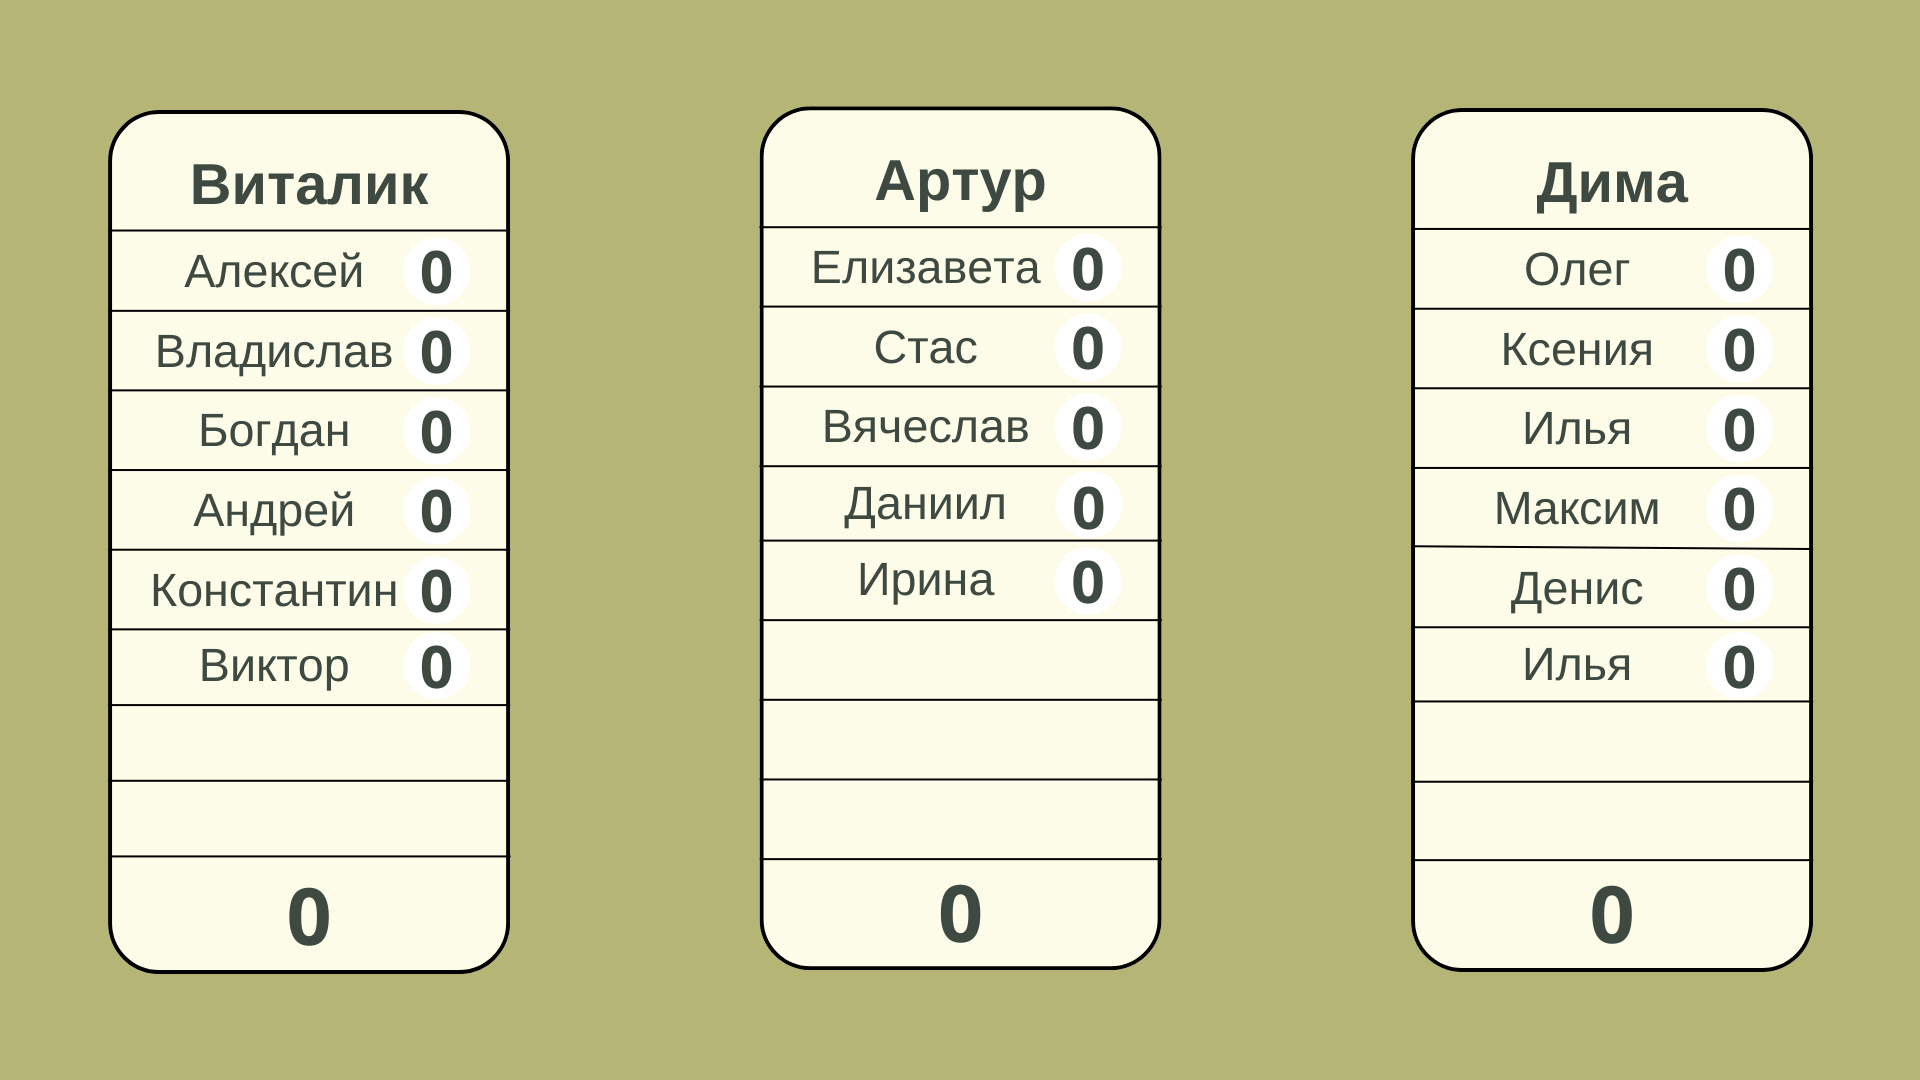 Виталик
Алексей 0
Владислав 0
Богдан 0
Андрей 0
Константин 0
Виктор 0
0
Артур
Елизавета 0
Стас 0
Вячеслав 0
Даниил 0
Ирина 0
0
Дима
Олег 0
Ксения 0
Илья 0
Максим 0
Денис 0
Илья 0
0